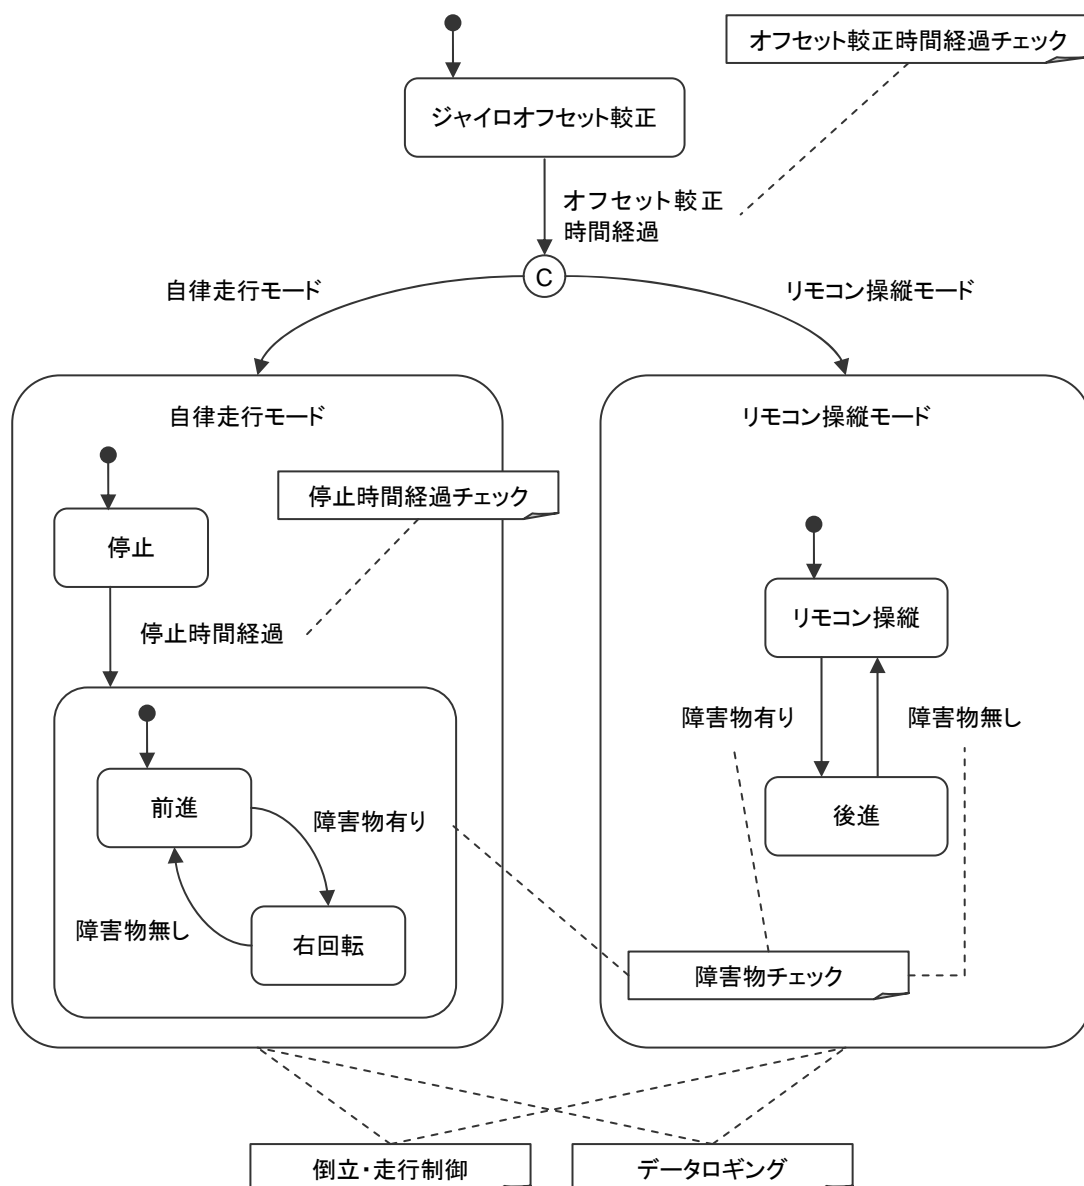 オフセット較正時間経過チェック
ジャイロオフセット較正
オフセット較正
時間経過
C
自律走行モード
リモコン操縦モード
自律走行モード
リモコン操縦モード
停止時間経過チェック
停止
停止時間経過
リモコン操縦
障害物有り
障害物無し
前進
障害物有り
後進
障害物無し
右回転
障害物チェック
倒立・走行制御
データロギング